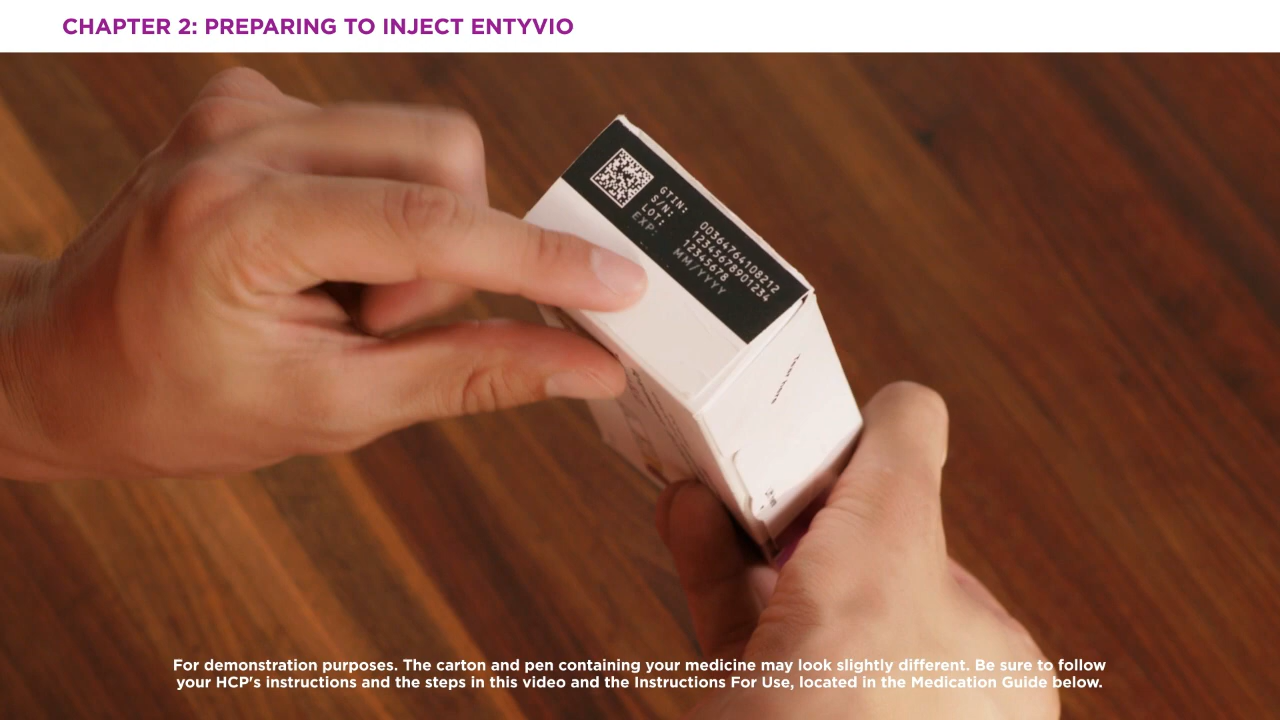 CHAPTER 2: PREPARING TO INJECT ENTYVIO
GTIN: 00364764108212
S/N: 12345678901234
LOT: 12345678
EXP: MM/YYYY
For demonstration purposes. The carton and pen containing your medicine may look slightly different. Be sure to follow
your HCP's instructions and the steps in this video and the Instructions For Use, located in the Medication Guide below.